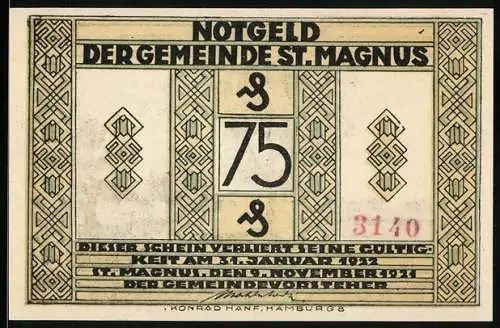 NOTGELD
DER GEMEINDE ST. MAGNUS
₰
75
₰
3140
DIESER SCHEIN VERLIERT SEINE GÜLTIG-
KEIT AM 31. JANUAR 1922
ST. MAGNUS, DEN 9. NOVEMBER 1921
DER GEMEINDEVORSTEHER
KONRAD HANF, HAMBURG 8